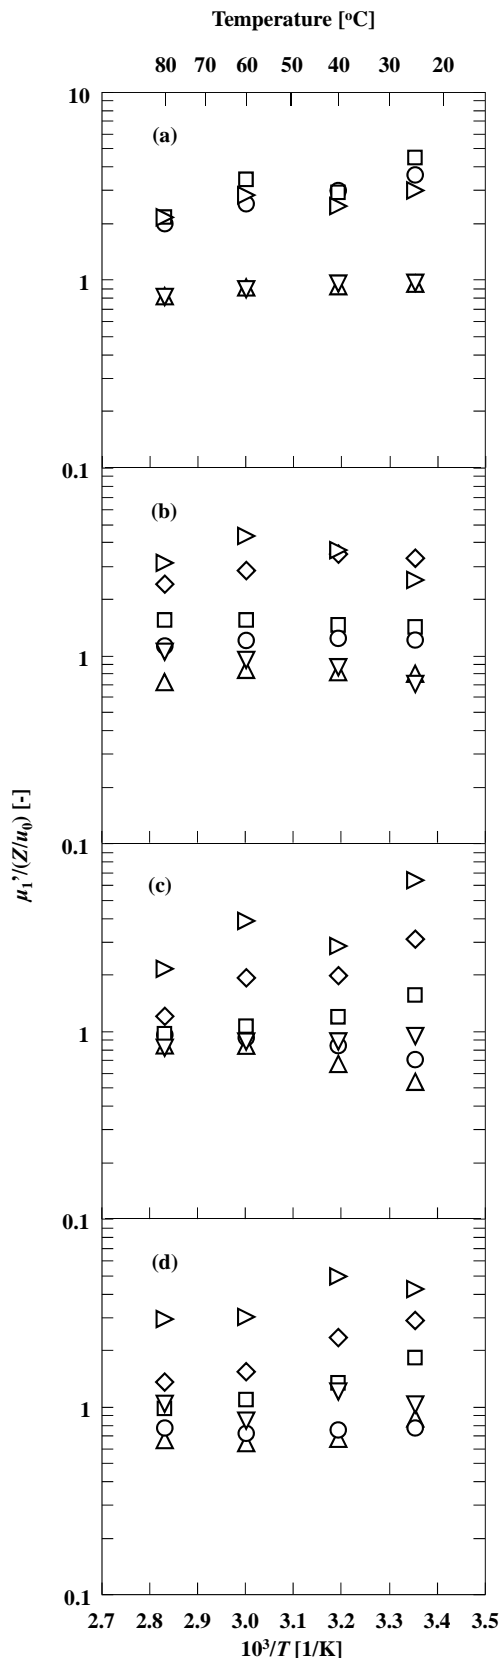 Temperature [°C]
80 70 60 50 40 30 20
10
(a)
1
0.1
(b)
1
μ₁’/(Z/u₀) [-]
0.1
(c)
1
0.1
(d)
1
0.1
2.7 2.8 2.9 3.0 3.1 3.2 3.3 3.4 3.5
10³/T [1/K]